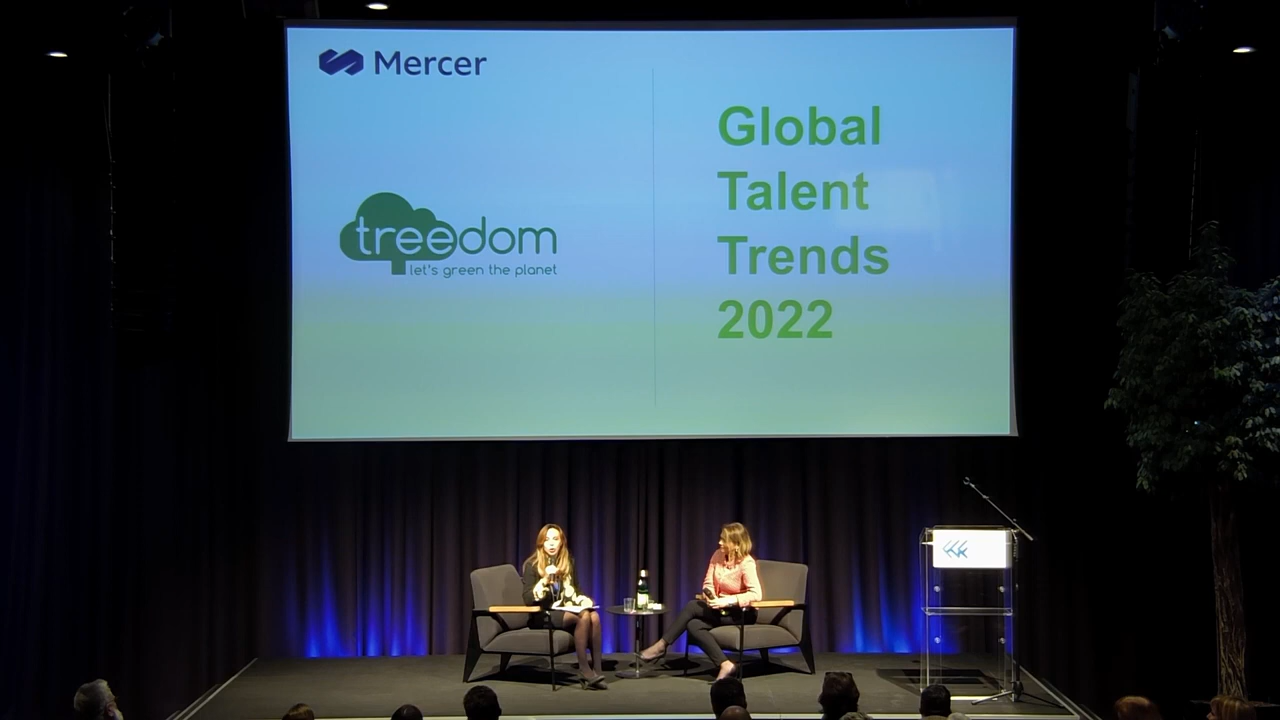 Mercer
treedom
let's green the planet
Global
Talent
Trends
2022